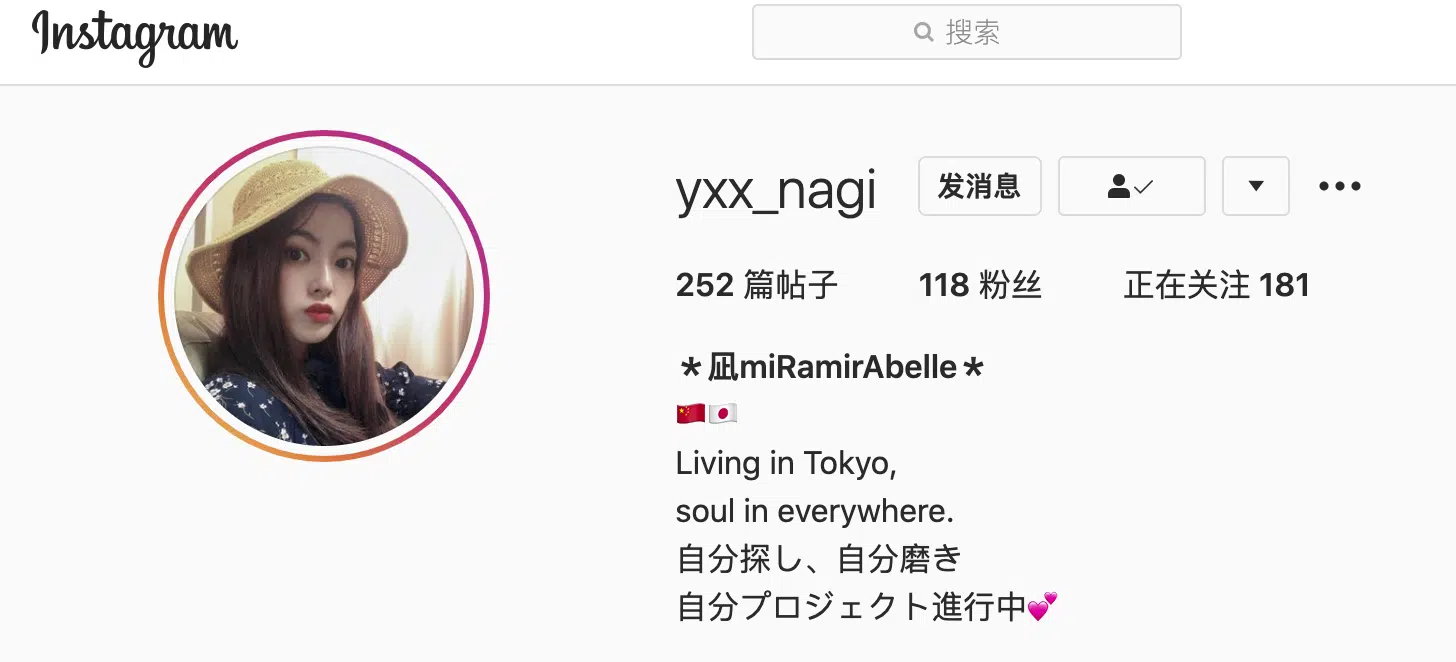 Instagram
搜索
yxx_nagi 发消息
252 篇帖子 118 粉丝 正在关注 181
＊凪miRamirAbelle＊
🇨🇳🇯🇵
Living in Tokyo,
soul in everywhere.
自分探し、自分磨き
自分プロジェクト進行中💕